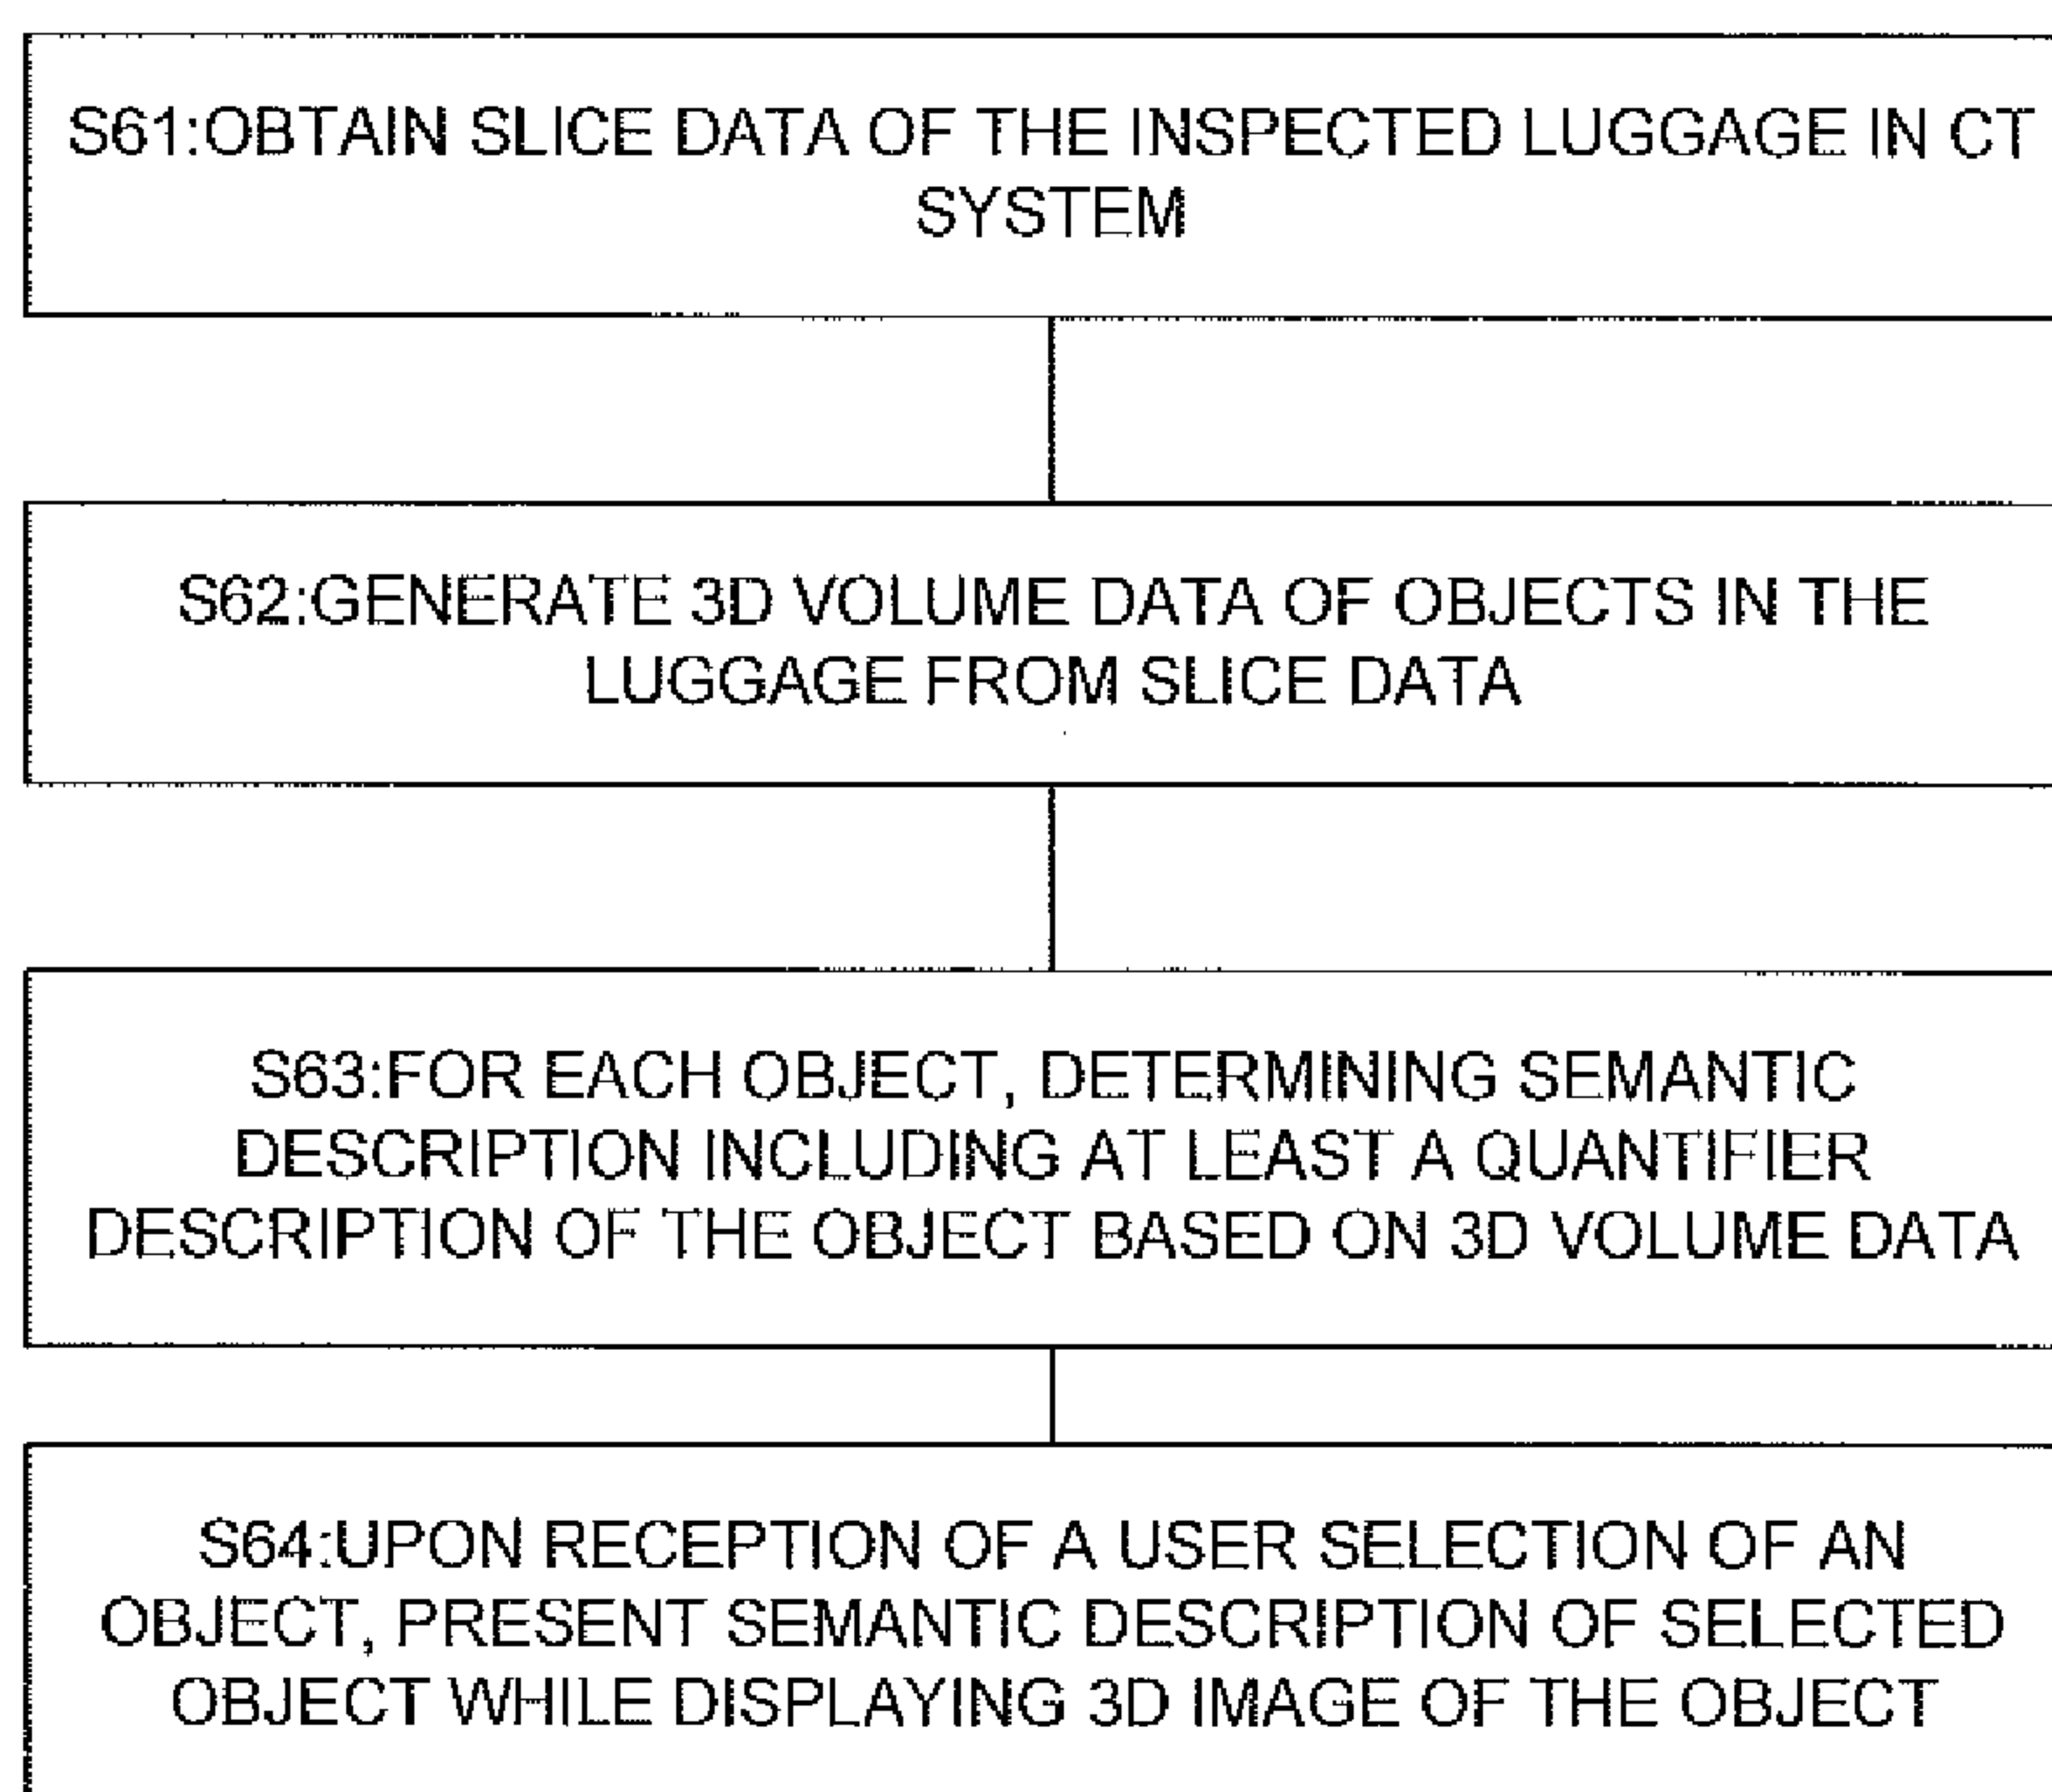 S61:OBTAIN SLICE DATA OF THE INSPECTED LUGGAGE IN CT
SYSTEM
S62:GENERATE 3D VOLUME DATA OF OBJECTS IN THE
LUGGAGE FROM SLICE DATA
S63:FOR EACH OBJECT, DETERMINING SEMANTIC
DESCRIPTION INCLUDING AT LEAST A QUANTIFIER
DESCRIPTION OF THE OBJECT BASED ON 3D VOLUME DATA
S64:UPON RECEPTION OF A USER SELECTION OF AN
OBJECT, PRESENT SEMANTIC DESCRIPTION OF SELECTED
OBJECT WHILE DISPLAYING 3D IMAGE OF THE OBJECT